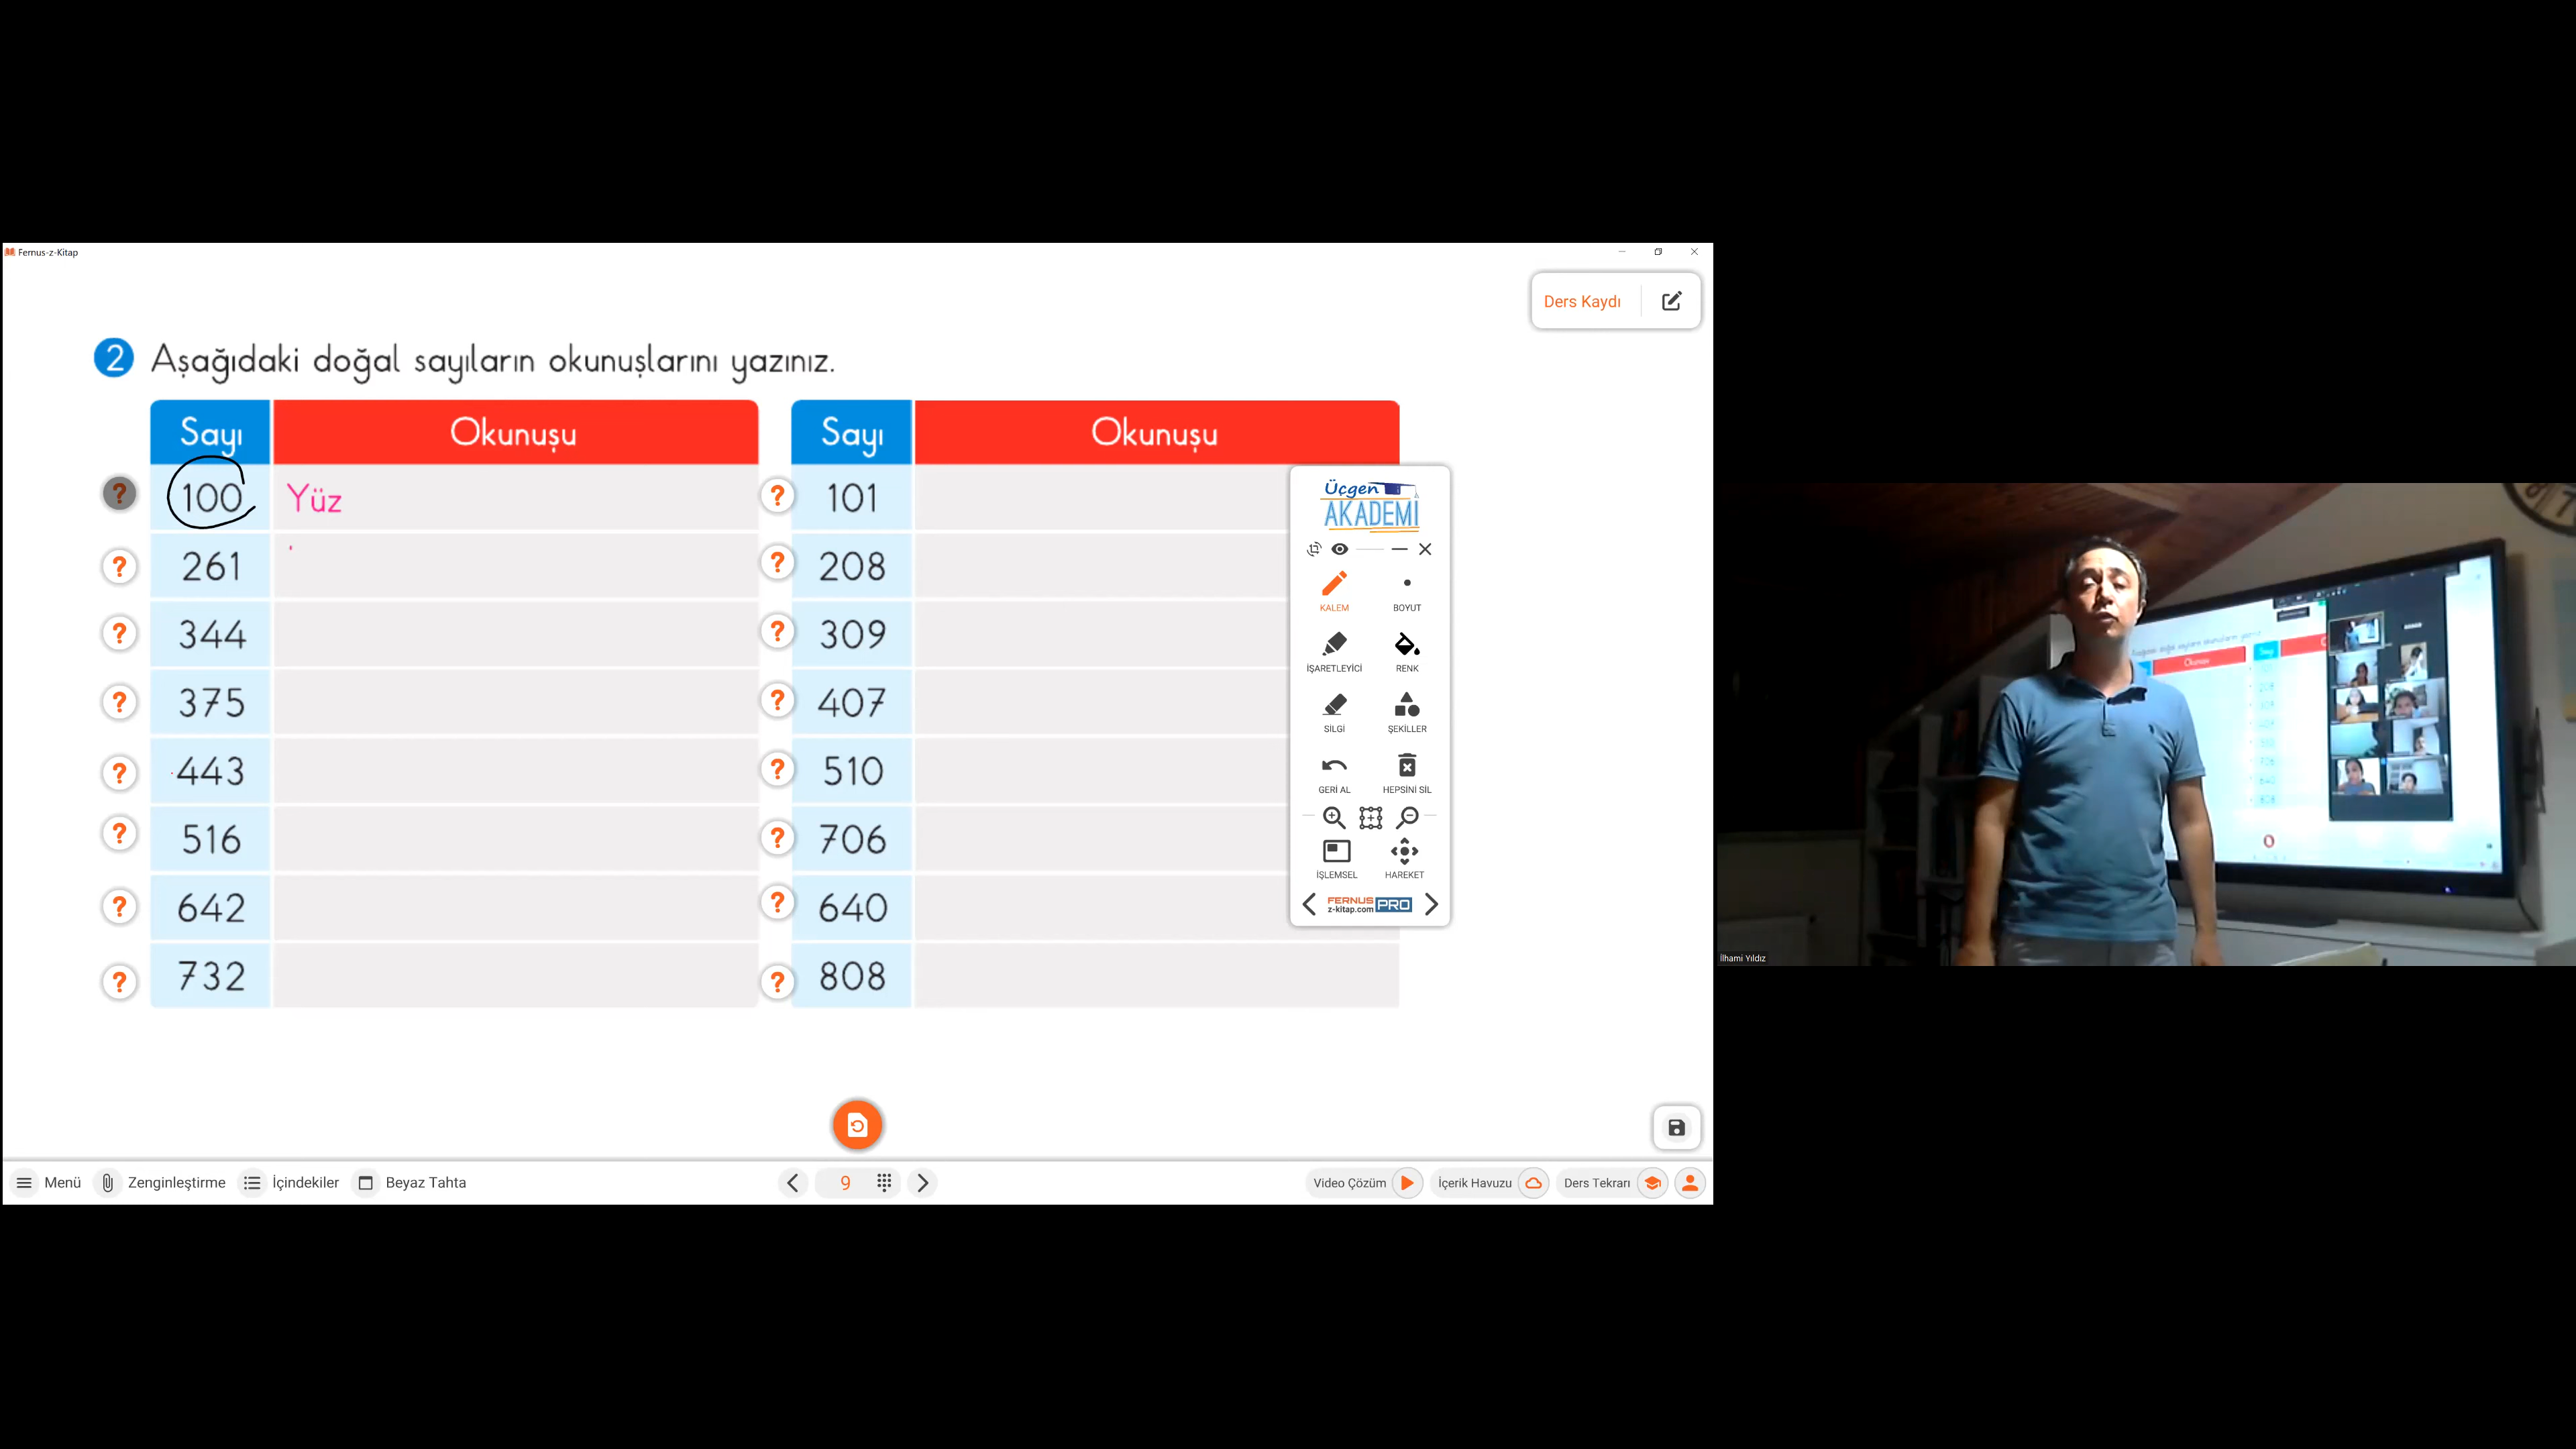 Fernus-z-Kitap
Ders Kaydı
2 Aşağıdaki doğal sayıların okunuşlarını yazınız.
Sayı Okunuşu Sayı Okunuşu
? 100 Yüz ? 101
? 261 ? 208
? 344 ? 309
? 375 ? 407
? 443 ? 510
? 516 ? 706
? 642 ? 640
? 732 ? 808
Üçgen
AKADEMİ
KALEM BOYUT
İŞARETLEYİCİ RENK
SİLGİ ŞEKİLLER
GERİ AL HEPSİNİ SİL
İŞLEMSEL HAREKET
FERNUS
z-kitap.com PRO
İlhami Yıldız
Menü Zenginleştirme İçindekiler Beyaz Tahta 9 Video Çözüm İçerik Havuzu Ders Tekrarı